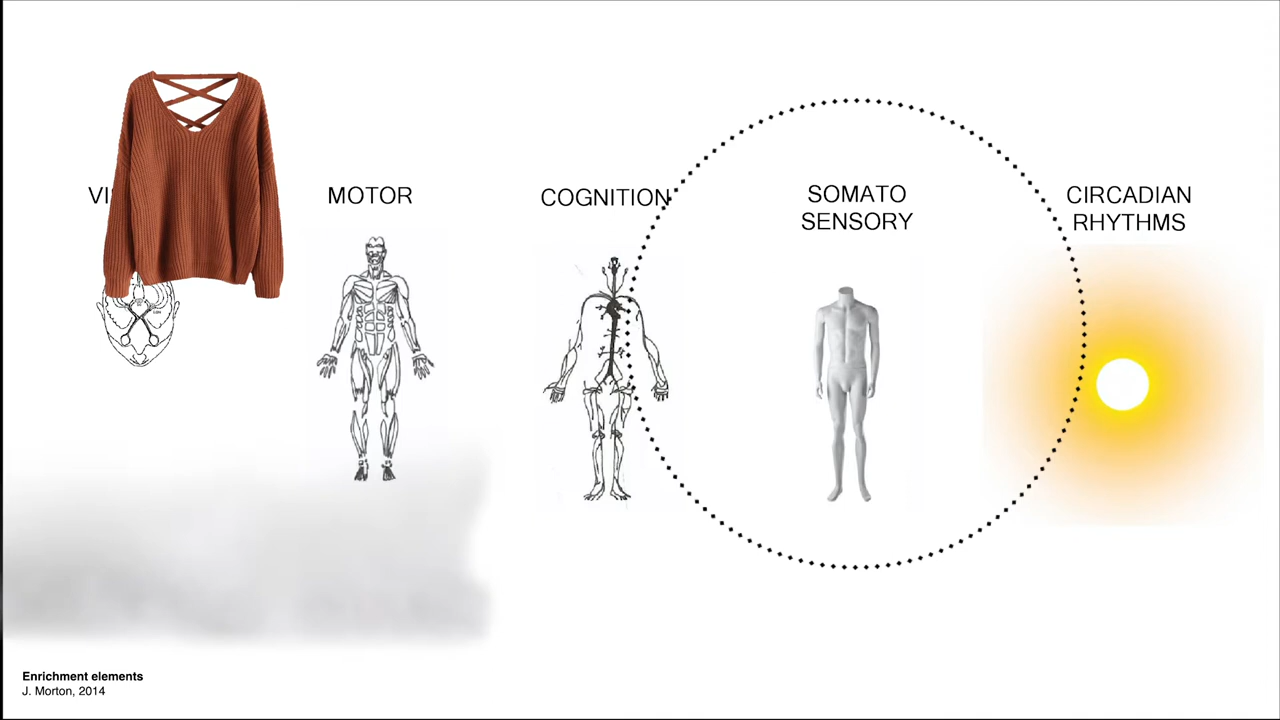 MOTOR
COGNITION
SOMATO
SENSORY
CIRCADIAN
RHYTHMS
Enrichment elements
J. Morton, 2014